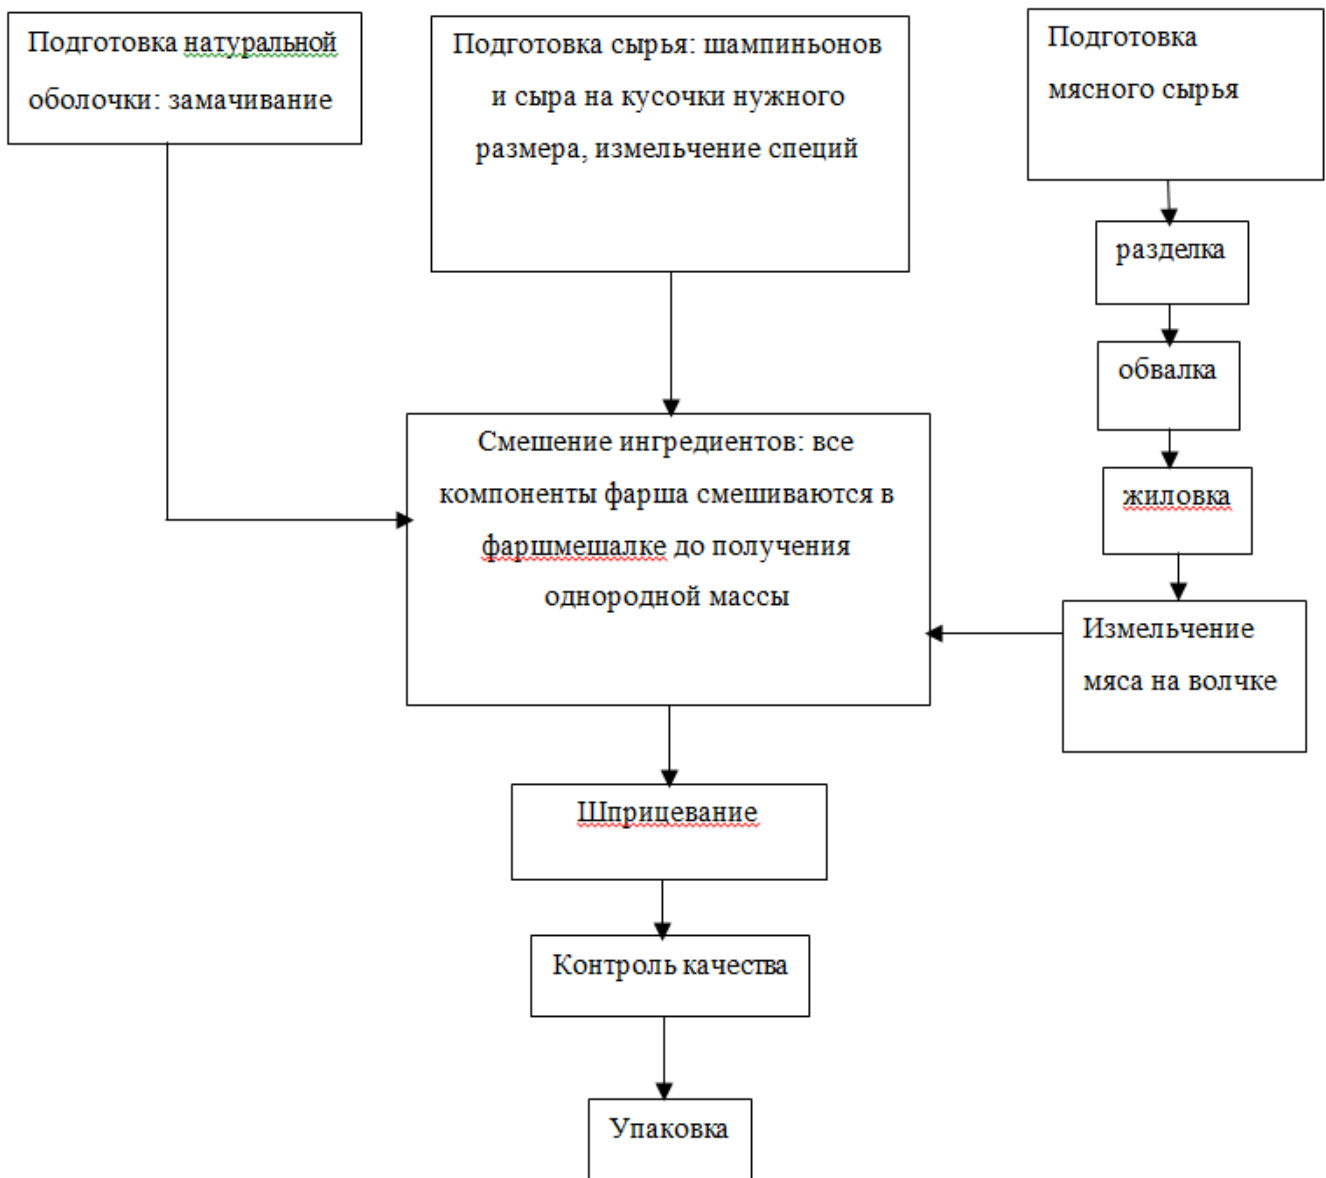 Подготовка натуральной
оболочки: замачивание
Подготовка сырья: шампиньонов
и сыра на кусочки нужного
размера, измельчение специй
Подготовка
мясного сырья
разделка
обвалка
жиловка
Измельчение
мяса на волчке
Смешение ингредиентов: все
компоненты фарша смешиваются в
фаршмешалке до получения
однородной массы
Шприцевание
Контроль качества
Упаковка